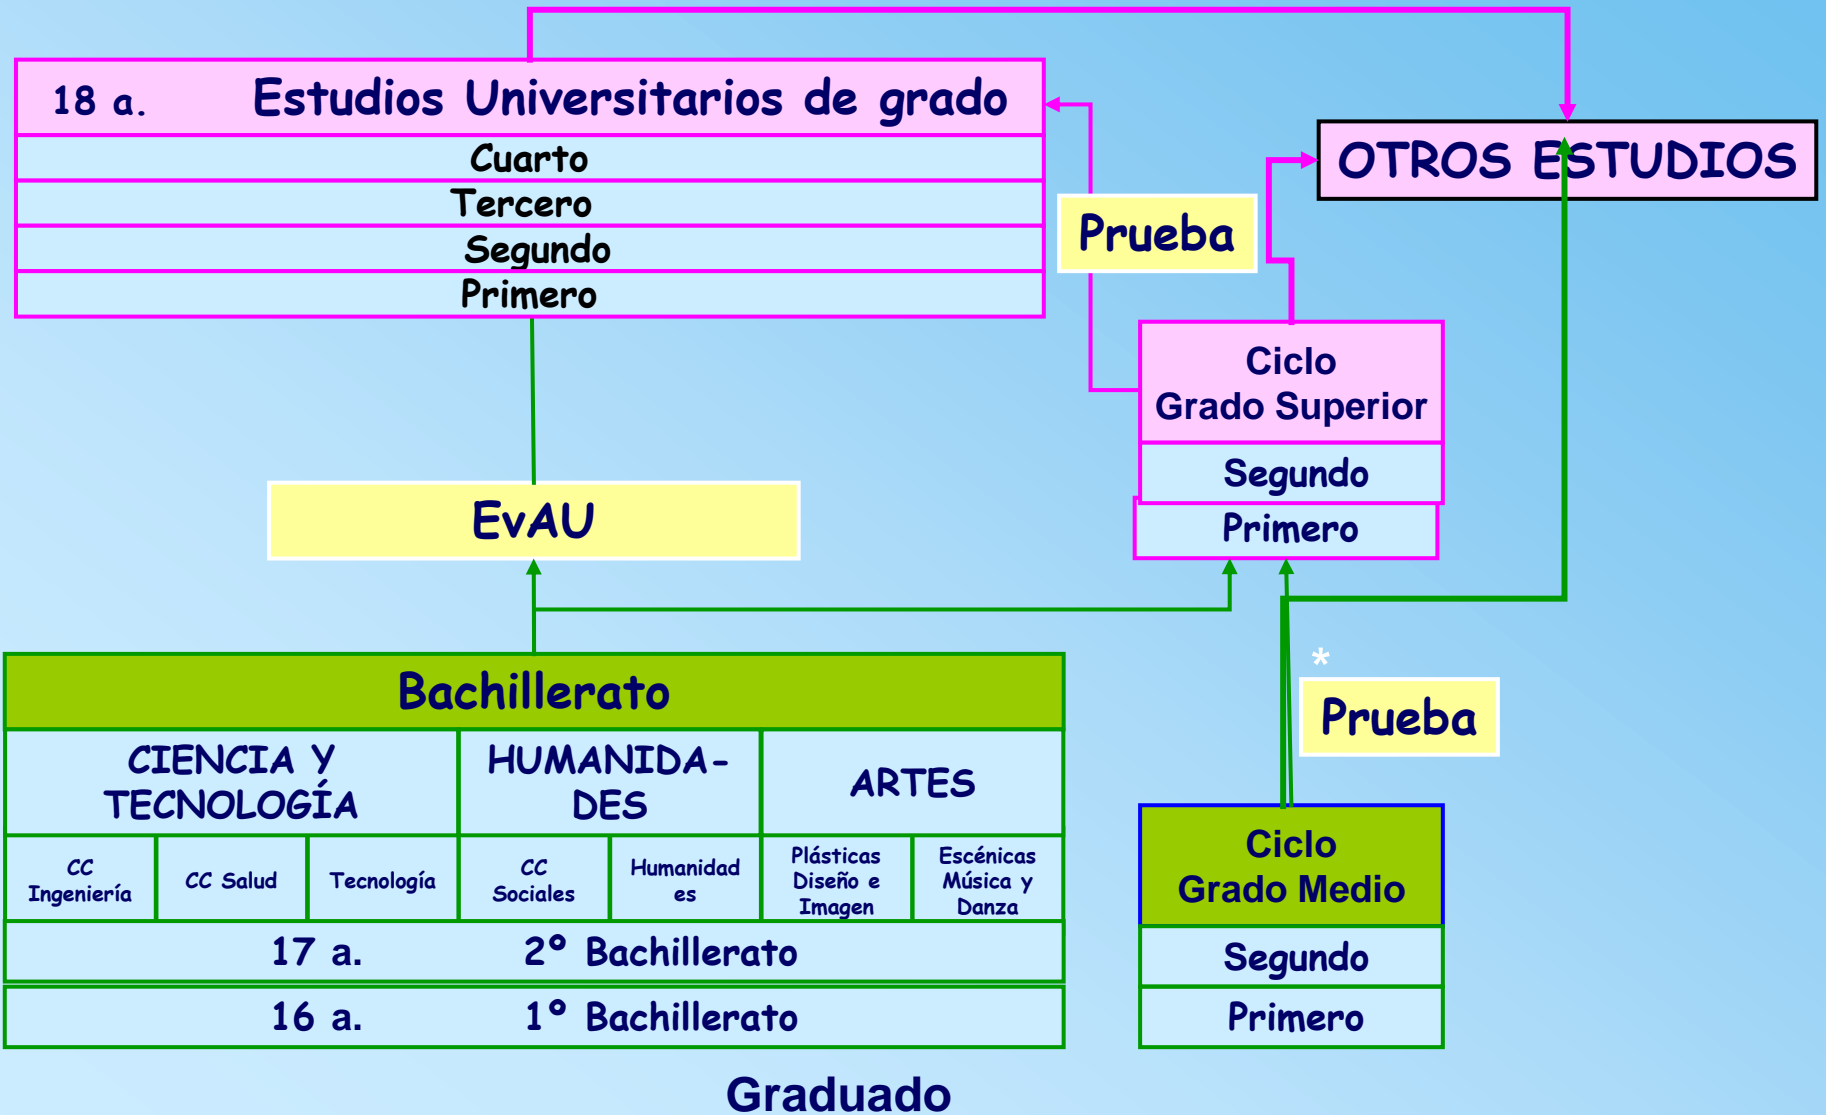 18 a. Estudios Universitarios de grado
Cuarto
Tercero
Segundo
Primero
OTROS ESTUDIOS
Prueba
Ciclo
Grado Superior
Segundo
Primero
EvAU
*
Prueba
Bachillerato
CIENCIA Y
TECNOLOGÍA
HUMANIDA-
DES
ARTES
CC
Ingeniería
CC Salud
Tecnología
CC
Sociales
Humanidad
es
Plásticas
Diseño e
Imagen
Escénicas
Música y
Danza
17 a. 2º Bachillerato
16 a. 1º Bachillerato
Ciclo
Grado Medio
Segundo
Primero
Graduado